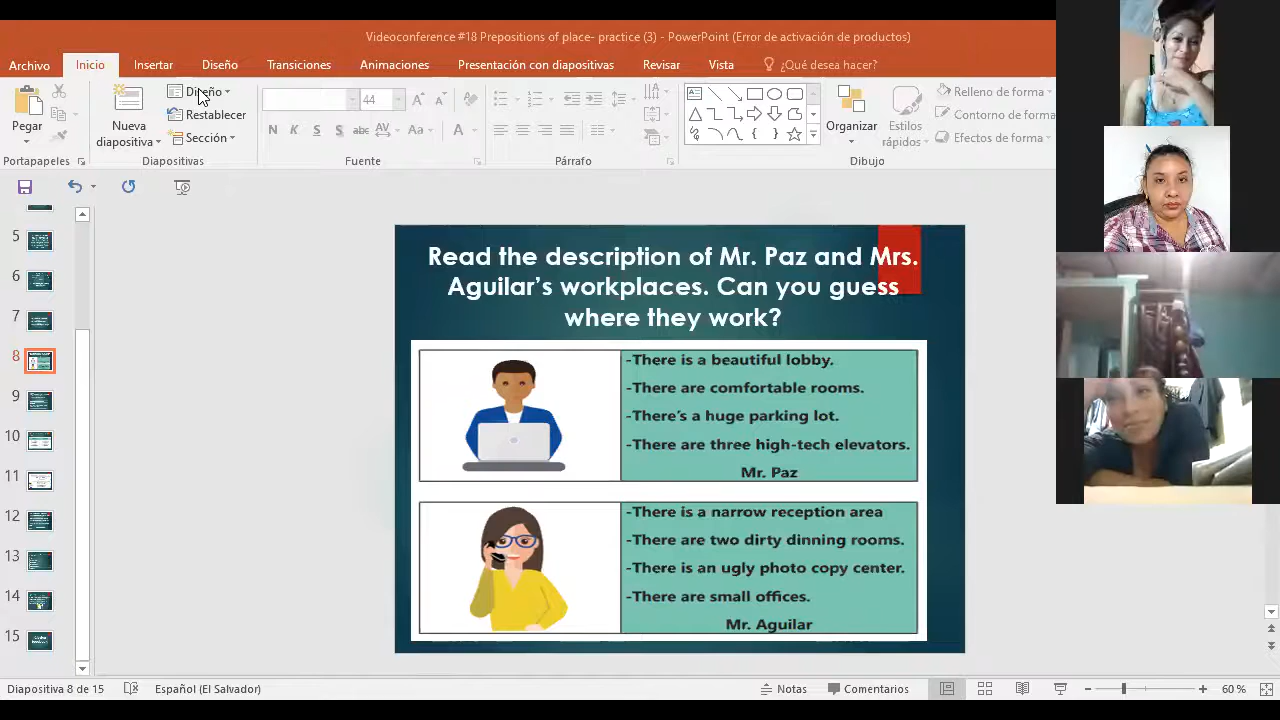 Videoconference #18 Prepositions of place- practice (3) - PowerPoint (Error de activación de productos)
Archivo Inicio Insertar Diseño Transiciones Animaciones Presentación con diapositivas Revisar Vista ¿Qué desea hacer?
Pegar
Nueva diapositiva
Diseño
Restablecer
Sección
44
N K S S abc AV Aa A
Organizar
Estilos rápidos
Relleno de forma
Contorno de forma
Efectos de forma
Portapapeles Diapositivas Fuente Párrafo Dibujo
5
6
7
8
9
10
11
12
13
14
15
Read the description of Mr. Paz and Mrs.
Aguilar's workplaces. Can you guess
where they work?
-There is a beautiful lobby.
-There are comfortable rooms.
-There's a huge parking lot.
-There are three high-tech elevators.
Mr. Paz
-There is a narrow reception area
-There are two dirty dinning rooms.
-There is an ugly photo copy center.
-There are small offices.
Mr. Aguilar
Diapositiva 8 de 15 Español (El Salvador) Notas Comentarios 60 %